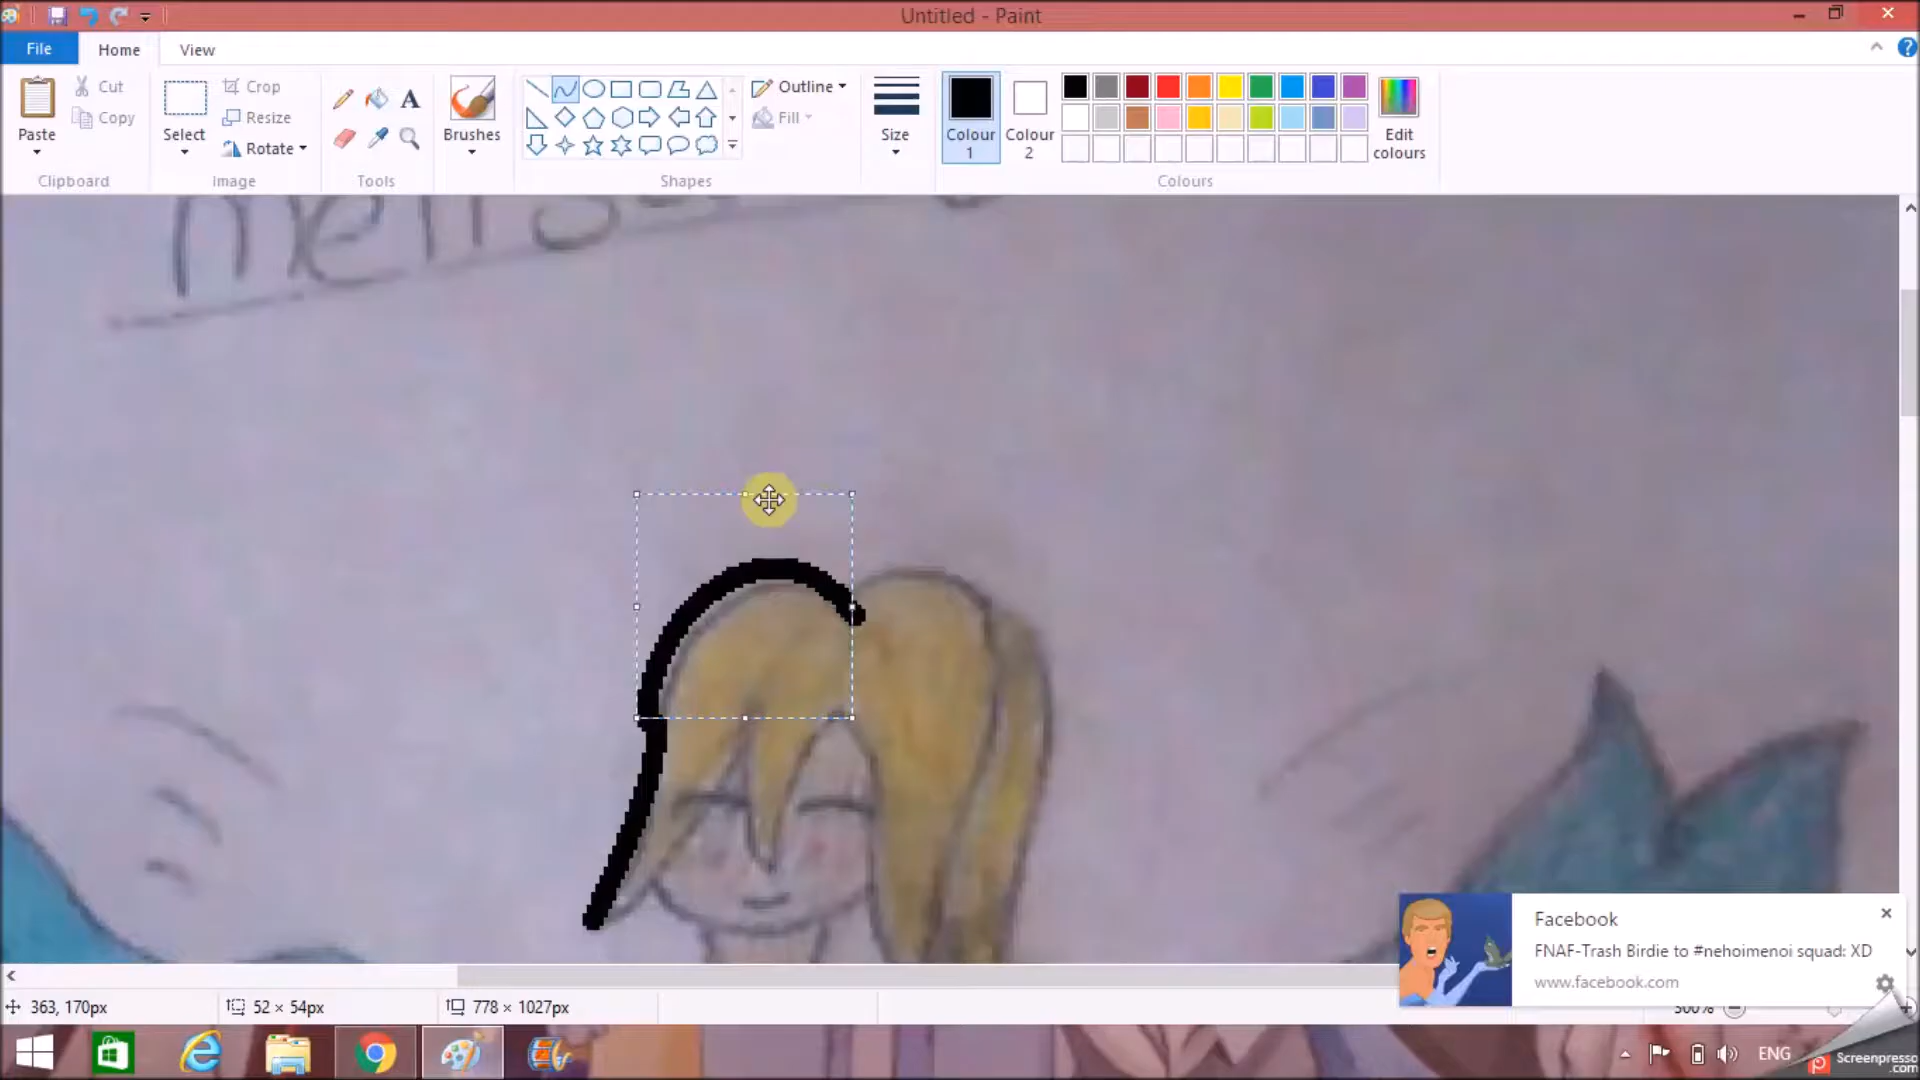 Untitled - Paint
File Home View
Paste
Cut
Copy
Clipboard
Select
Crop
Resize
Rotate
Image
A
Tools
Brushes
Shapes
Outline
Fill
Size
Colour 1
Colour 2
Edit colours
Colours
Facebook
FNAF-Trash Birdie to #nehoimenoi squad: XD
www.facebook.com
363, 170px
52 × 54px
778 × 1027px
ENG
Screenpresso
.com